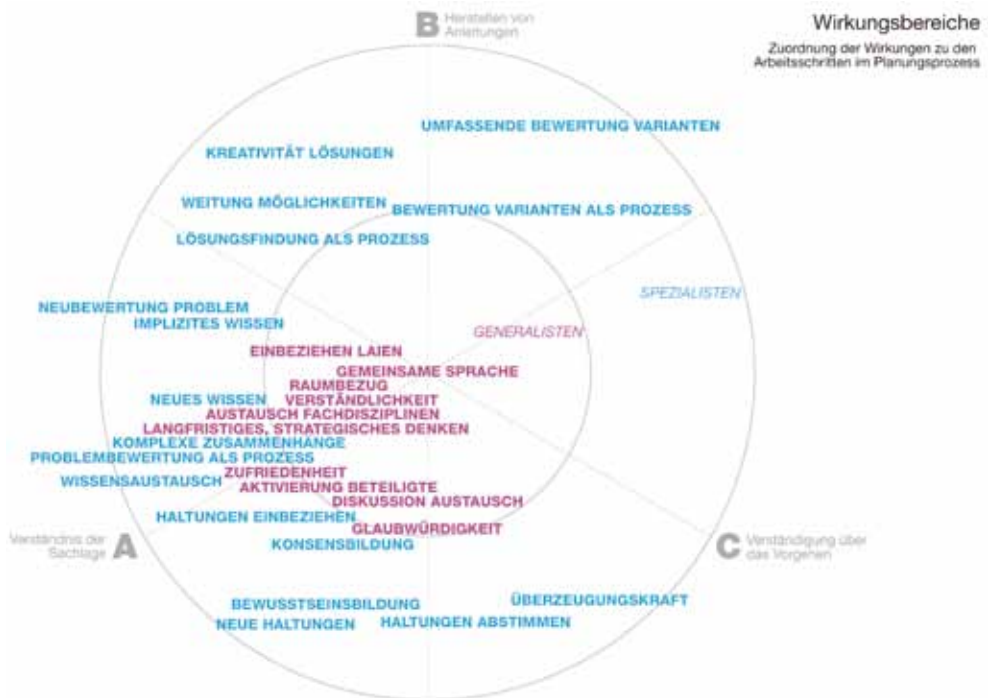 B Herstellen von
Anleitungen
Wirkungsbereiche
Zuordnung der Wirkungen zu den
Arbeitsschritten im Planungsprozess
UMFASSENDE BEWERTUNG VARIANTEN
KREATIVITÄT LÖSUNGEN
WEITUNG MÖGLICHKEITEN
BEWERTUNG VARIANTEN ALS PROZESS
LÖSUNGSFINDUNG ALS PROZESS
SPEZIALISTEN
NEUBEWERTUNG PROBLEM
IMPLIZITES WISSEN
GENERALISTEN
EINBEZIEHEN LAIEN
GEMEINSAME SPRACHE
RAUMBEZUG
NEUES WISSEN
VERSTÄNDLICHKEIT
AUSTAUSCH FACHDISZIPLINEN
LANGFRISTIGES, STRATEGISCHES DENKEN
KOMPLEXE ZUSAMMENHÄNGE
PROBLEMBEWERTUNG ALS PROZESS
ZUFRIEDENHEIT
WISSENSAUSTAUSCH
AKTIVIERUNG BETEILIGTE
DISKUSSION AUSTAUSCH
HALTUNGEN EINBEZIEHEN
GLAUBWÜRDIGKEIT
KONSENSBILDUNG
Verständnis der
Sachlage A
C Verständigung über
das Vorgehen
BEWUSSTSEINSBILDUNG
ÜBERZEUGUNGSKRAFT
NEUE HALTUNGEN
HALTUNGEN ABSTIMMEN